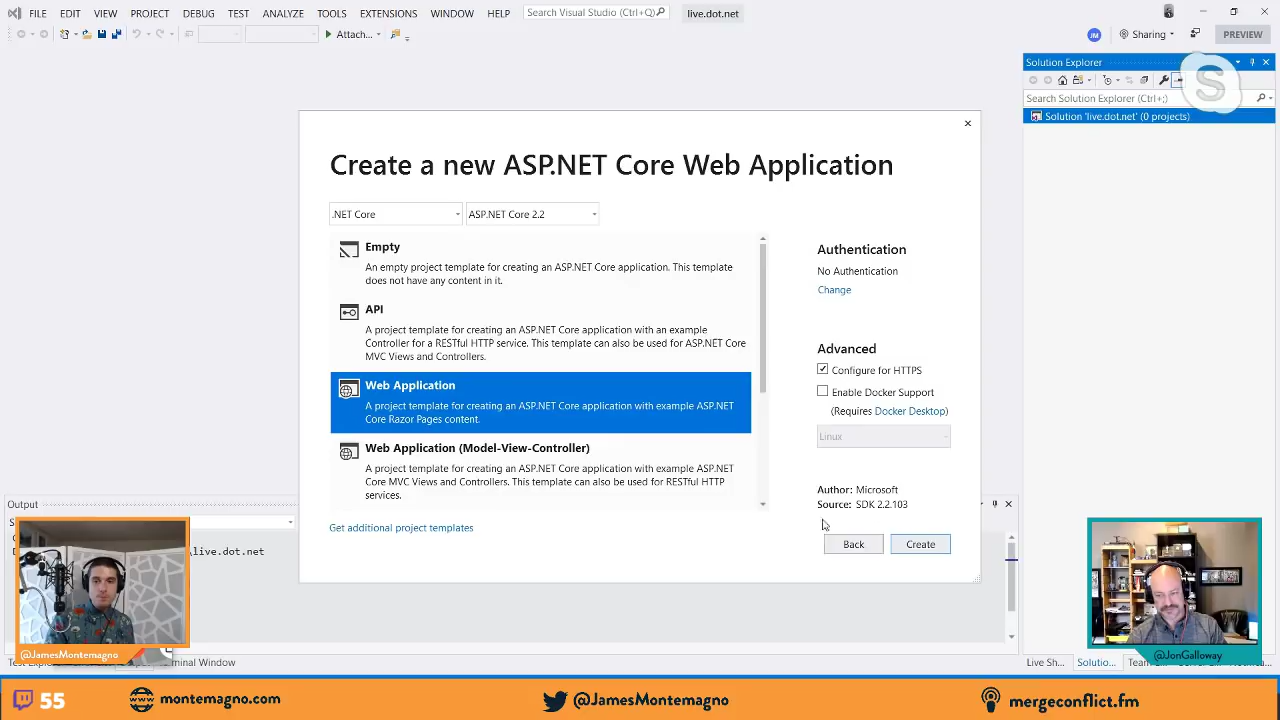 FILE EDIT VIEW PROJECT DEBUG TEST ANALYZE TOOLS EXTENSIONS WINDOW HELP Search Visual Studio (Ctrl+Q) live.dot.net
Attach... JM Sharing PREVIEW
Solution Explorer
Search Solution Explorer (Ctrl+;)
Solution 'live.dot.net' (0 projects)
Create a new ASP.NET Core Web Application
.NET Core ASP.NET Core 2.2
Empty
An empty project template for creating an ASP.NET Core application. This template
does not have any content in it.
API
A project template for creating an ASP.NET Core application with an example
Controller for a RESTful HTTP service. This template can also be used for ASP.NET Core
MVC Views and Controllers.
Web Application
A project template for creating an ASP.NET Core application with example ASP.NET
Core Razor Pages content.
Web Application (Model-View-Controller)
A project template for creating an ASP.NET Core application with example ASP.NET
Core MVC Views and Controllers. This template can also be used for RESTful HTTP
services.
Get additional project templates
Authentication
No Authentication
Change
Advanced
Configure for HTTPS
Enable Docker Support
(Requires Docker Desktop)
Linux
Author: Microsoft
Source: SDK 2.2.103
Back Create
Output
\live.dot.net
@JamesMontemagno
@JonGalloway
Live Sh... Solutio...
55 montemagno.com @JamesMontemagno mergeconflict.fm